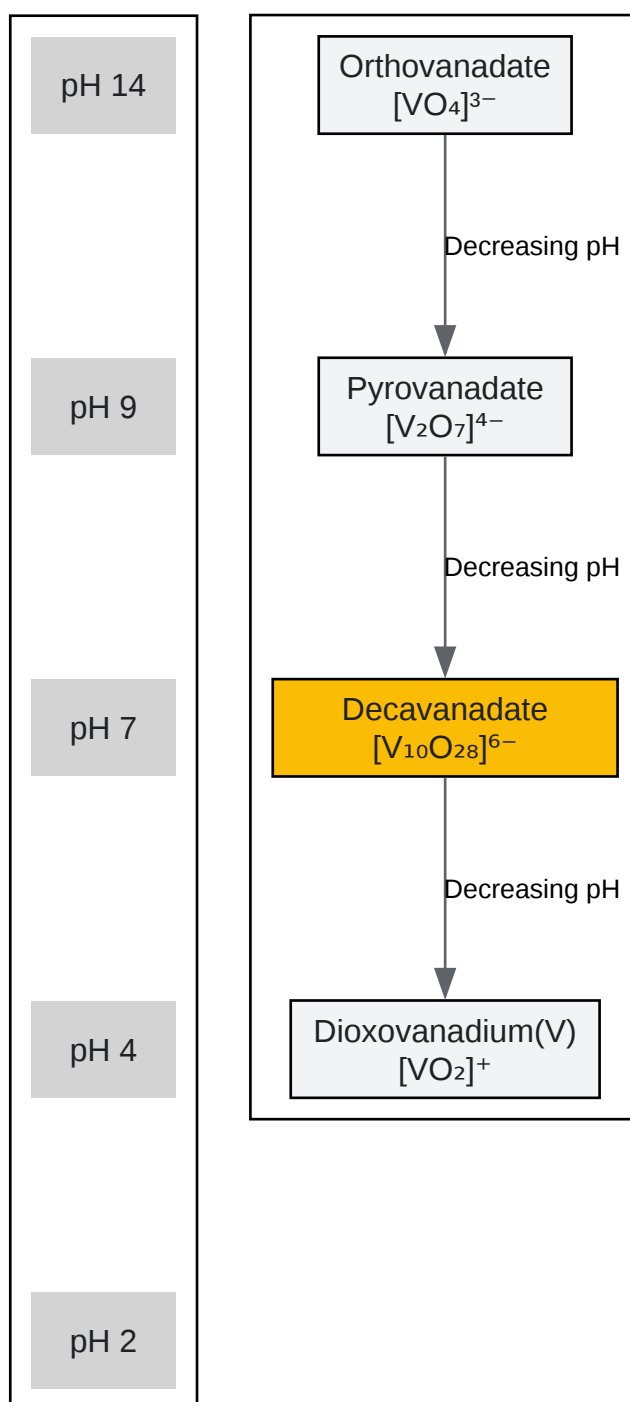 pH 14
Orthovanadate
[VO₄]³⁻
Decreasing pH
pH 9
Pyrovanadate
[V₂O₇]⁴⁻
Decreasing pH
pH 7
Decavanadate
[V₁₀O₂₈]⁶⁻
Decreasing pH
pH 4
Dioxovanadium(V)
[VO₂]⁺
pH 2